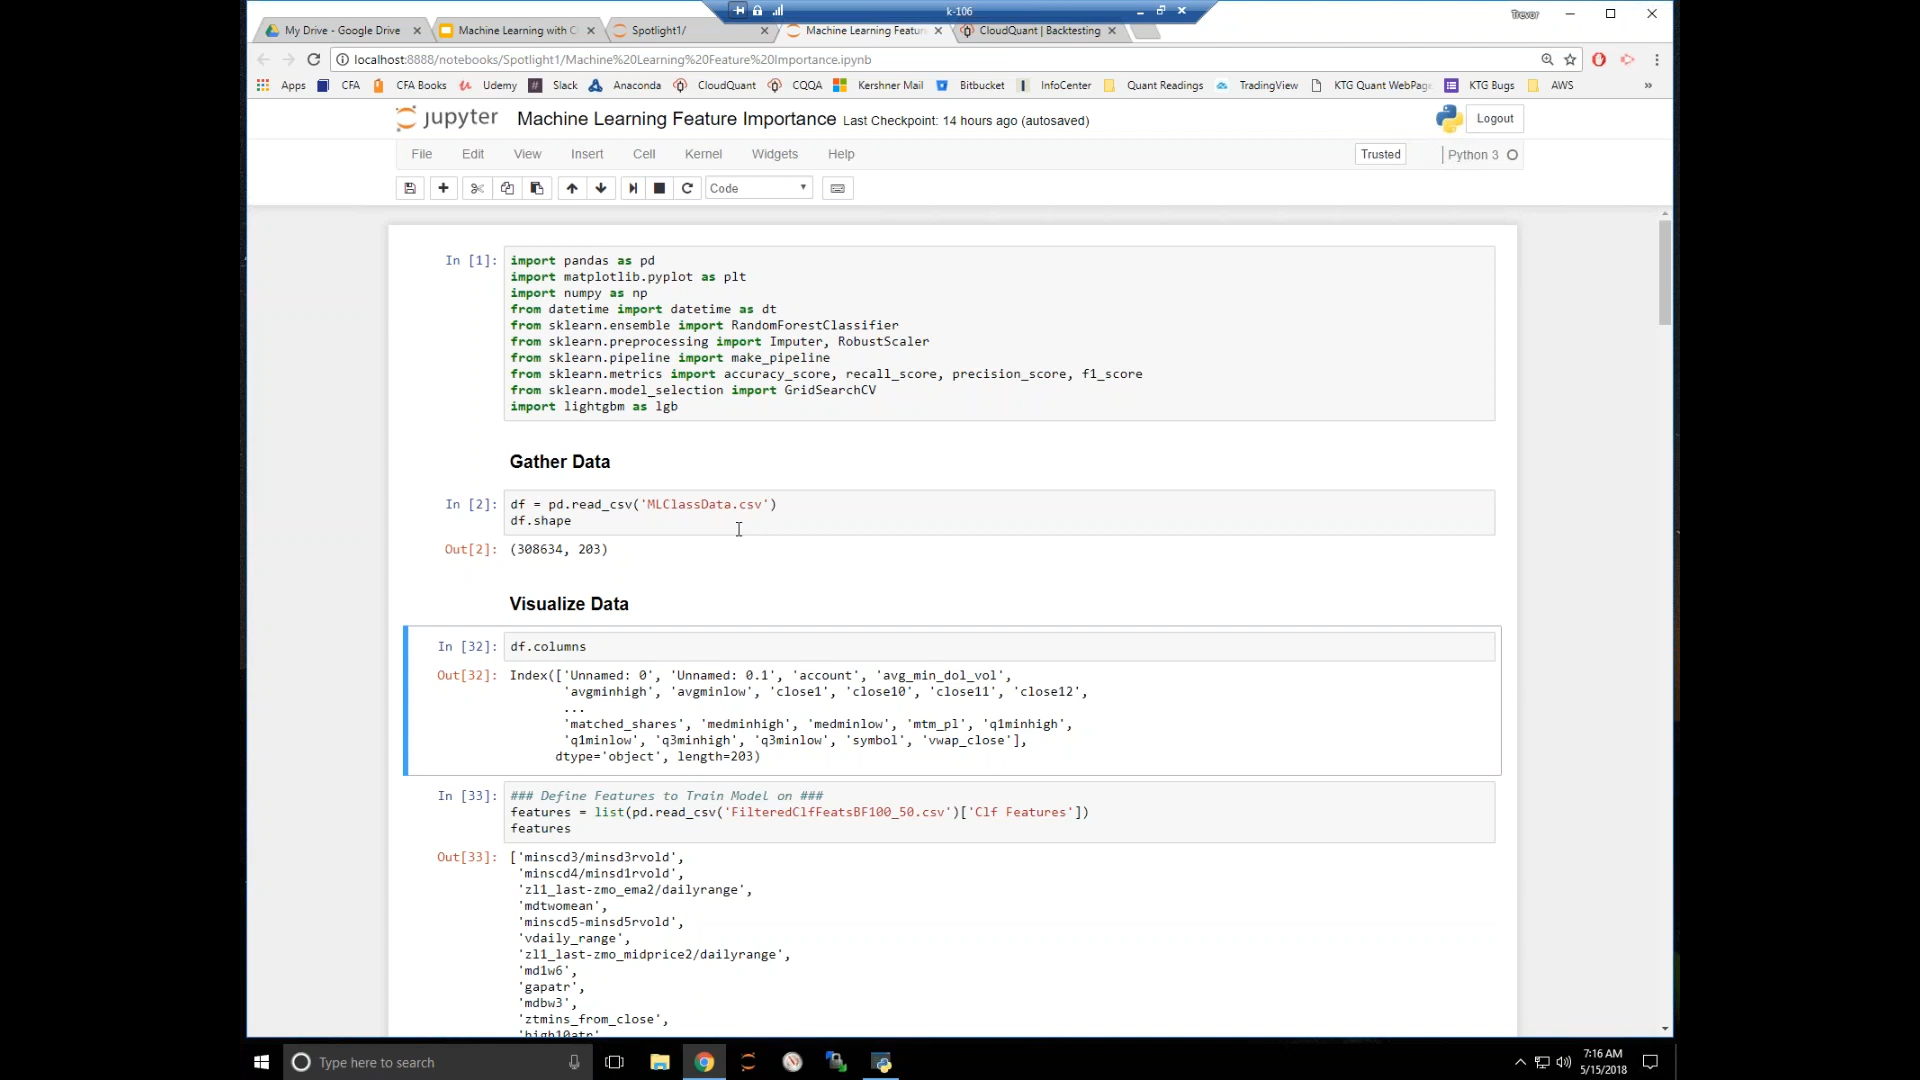 k-106
My Drive - Google Drive
Machine Learning with C
Spotlight1/
Machine Learning Featur
CloudQuant | Backtesting
Trevor
localhost:8888/notebooks/Spotlight1/Machine%20Learning%20Feature%20Importance.ipynb
Apps
CFA
CFA Books
Udemy
Slack
Anaconda
CloudQuant
CQQA
Kershner Mail
Bitbucket
InfoCenter
Quant Readings
TradingView
KTG Quant WebPage
KTG Bugs
AWS
»
jupyter
Machine Learning Feature Importance Last Checkpoint: 14 hours ago (autosaved)
Logout
File Edit View Insert Cell Kernel Widgets Help
Trusted
Python 3
Code
In [1]:
import pandas as pd
import matplotlib.pyplot as plt
import numpy as np
from datetime import datetime as dt
from sklearn.ensemble import RandomForestClassifier
from sklearn.preprocessing import Imputer, RobustScaler
from sklearn.pipeline import make_pipeline
from sklearn.metrics import accuracy_score, recall_score, precision_score, f1_score
from sklearn.model_selection import GridSearchCV
import lightgbm as lgb
Gather Data
In [2]:
df = pd.read_csv('MLClassData.csv')
df.shape
Out[2]: (308634, 203)
Visualize Data
In [32]: df.columns
Out[32]: Index(['Unnamed: 0', 'Unnamed: 0.1', 'account', 'avg_min_dol_vol',
'avgminhigh', 'avgminlow', 'close1', 'close10', 'close11', 'close12',
...
'matched_shares', 'medminhigh', 'medminlow', 'mtm_pl', 'q1minhigh',
'q1minlow', 'q3minhigh', 'q3minlow', 'symbol', 'vwap_close'],
dtype='object', length=203)
In [33]: ### Define Features to Train Model on ###
features = list(pd.read_csv('FilteredClfFeatsBF100_50.csv')['Clf Features'])
features
Out[33]: ['minscd3/minsd3rvold',
'minscd4/minsd1rvold',
'zl1_last-zmo_ema2/dailyrange',
'mdtwomean',
'minscd5-minsd5rvold',
'vdaily_range',
'zl1_last-zmo_midprice2/dailyrange',
'md1w6',
'gapatr',
'mdbw3',
'ztmins_from_close',
'high10atr',
Type here to search
7:16 AM
5/15/2018